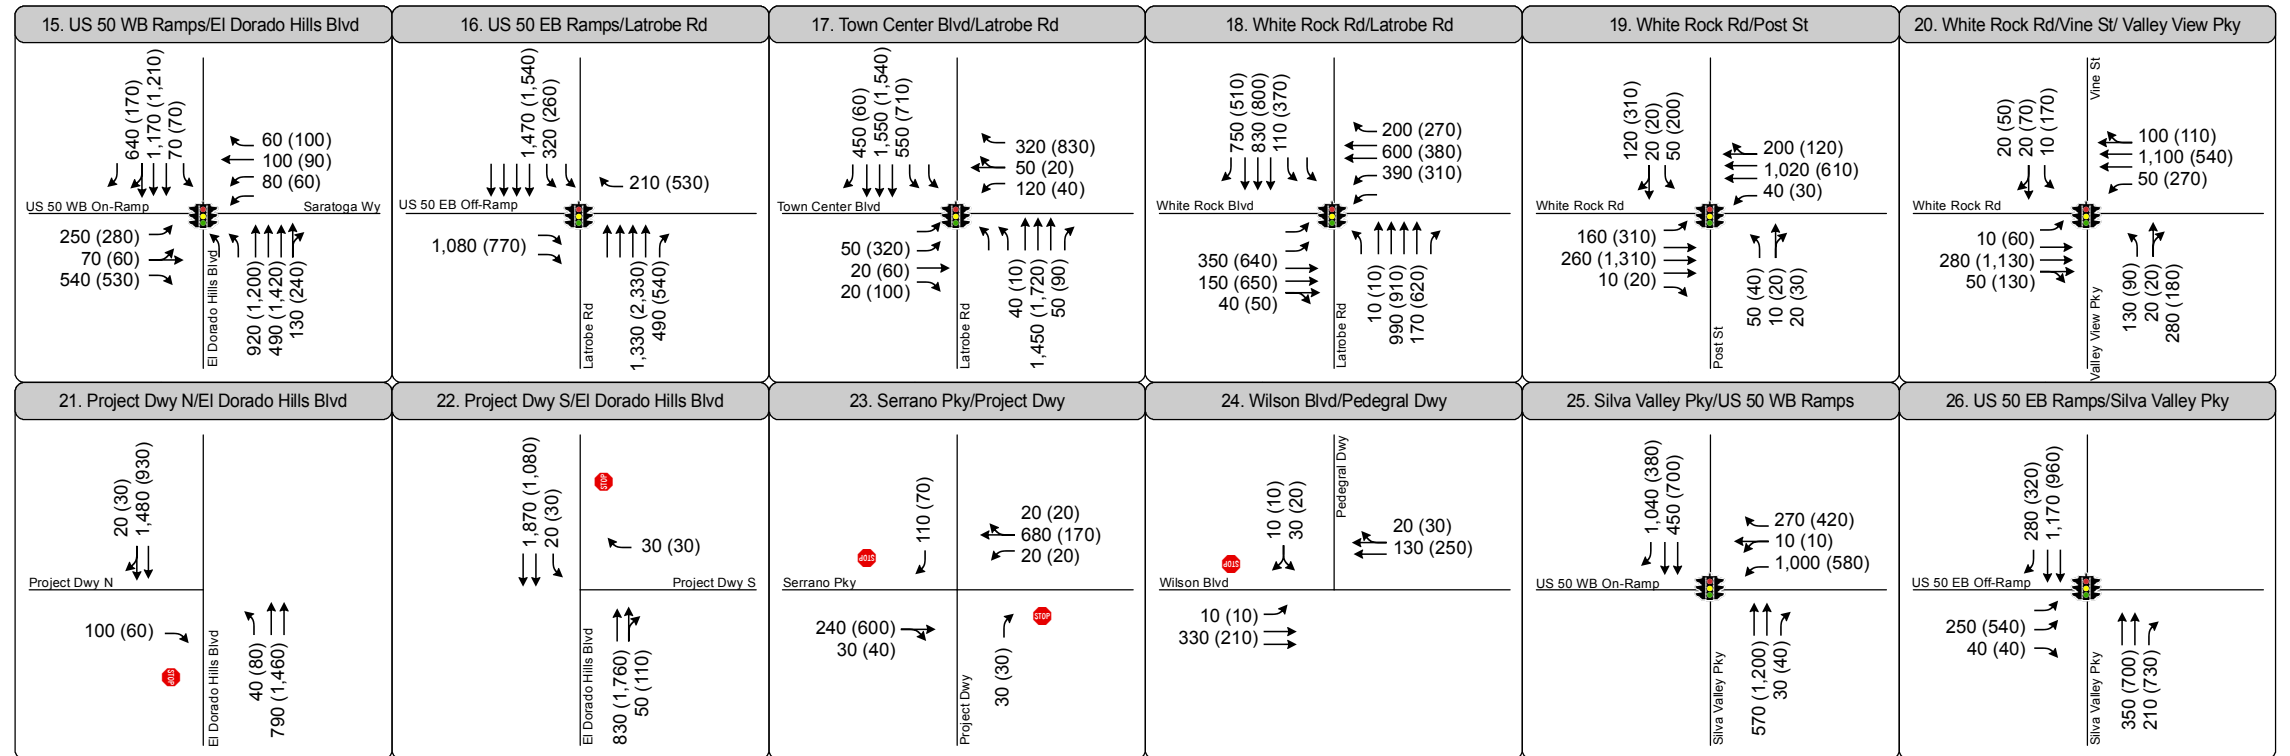 15. US 50 WB Ramps/El Dorado Hills Blvd
640 (170)
1,170 (1,210)
70 (70)
60 (100)
100 (90)
80 (60)
US 50 WB On-Ramp
Saratoga Wy
250 (280)
70 (60)
540 (530)
El Dorado Hills Blvd
920 (1,200)
490 (1,420)
130 (240)
16. US 50 EB Ramps/Latrobe Rd
1,470 (1,540)
320 (260)
210 (530)
US 50 EB Off-Ramp
1,080 (770)
Latrobe Rd
1,330 (2,330)
490 (540)
17. Town Center Blvd/Latrobe Rd
450 (60)
1,550 (1,540)
550 (710)
320 (830)
50 (20)
120 (40)
Town Center Blvd
50 (320)
20 (60)
20 (100)
Latrobe Rd
40 (10)
1,450 (1,720)
50 (90)
18. White Rock Rd/Latrobe Rd
750 (510)
830 (800)
110 (370)
200 (270)
600 (380)
390 (310)
White Rock Blvd
350 (640)
150 (650)
40 (50)
Latrobe Rd
10 (10)
990 (910)
170 (620)
19. White Rock Rd/Post St
120 (310)
20 (20)
50 (200)
200 (120)
1,020 (610)
40 (30)
White Rock Rd
160 (310)
260 (1,310)
10 (20)
Post St
50 (40)
10 (20)
20 (30)
20. White Rock Rd/Vine St/ Valley View Pky
Vine St
20 (50)
20 (70)
10 (170)
100 (110)
1,100 (540)
50 (270)
White Rock Rd
10 (60)
280 (1,130)
50 (130)
Valley View Pky
130 (90)
20 (20)
280 (180)
21. Project Dwy N/El Dorado Hills Blvd
20 (30)
1,480 (930)
Project Dwy N
100 (60)
STOP
El Dorado Hills Blvd
40 (80)
790 (1,460)
22. Project Dwy S/El Dorado Hills Blvd
1,870 (1,080)
20 (30)
STOP
30 (30)
Project Dwy S
El Dorado Hills Blvd
830 (1,760)
50 (110)
23. Serrano Pky/Project Dwy
110 (70)
STOP
20 (20)
680 (170)
20 (20)
Serrano Pky
240 (600)
30 (40)
STOP
Project Dwy
30 (30)
24. Wilson Blvd/Pedegral Dwy
Pedegral Dwy
10 (10)
30 (20)
20 (30)
130 (250)
STOP
Wilson Blvd
10 (10)
330 (210)
25. Silva Valley Pky/US 50 WB Ramps
1,040 (380)
450 (700)
270 (420)
10 (10)
1,000 (580)
US 50 WB On-Ramp
Silva Valley Pky
570 (1,200)
30 (40)
26. US 50 EB Ramps/Silva Valley Pky
280 (320)
1,170 (960)
US 50 EB Off-Ramp
250 (540)
40 (40)
Silva Valley Pky
350 (700)
210 (730)